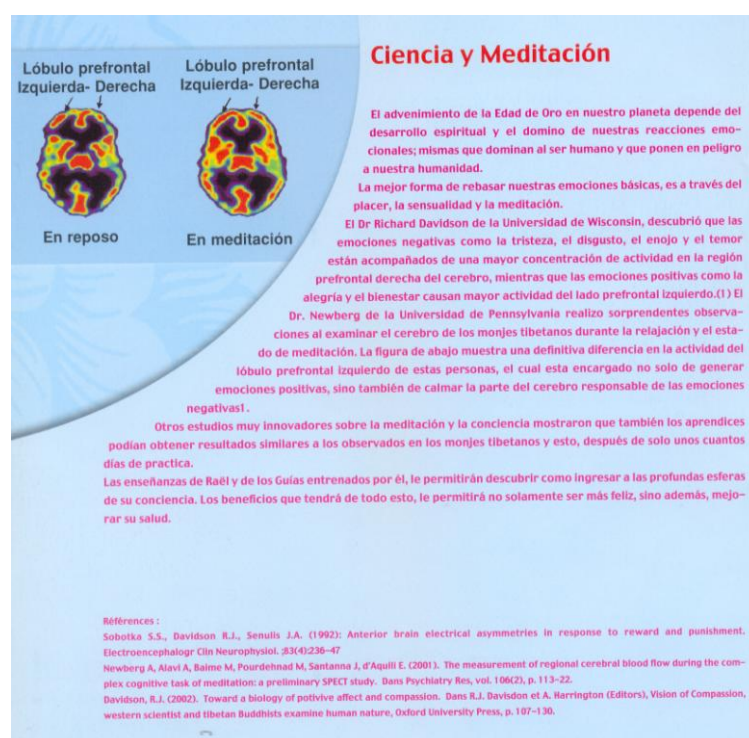 Lóbulo prefrontal
Izquierda- Derecha
Lóbulo prefrontal
Izquierda- Derecha
En reposo
En meditación
Ciencia y Meditación
El advenimiento de la Edad de Oro en nuestro planeta depende del
desarrollo espiritual y el domino de nuestras reacciones emo-
cionales; mismas que dominan al ser humano y que ponen en peligro
a nuestra humanidad.
La mejor forma de rebasar nuestras emociones básicas, es a través del
placer, la sensualidad y la meditación.
El Dr Richard Davidson de la Universidad de Wisconsin, descubrió que las
emociones negativas como la tristeza, el disgusto, el enojo y el temor
están acompañados de una mayor concentración de actividad en la región
prefrontal derecha del cerebro, mientras que las emociones positivas como la
alegría y el bienestar causan mayor actividad del lado prefrontal izquierdo.(1) El
Dr. Newberg de la Universidad de Pennsylvania realizo sorprendentes observa-
ciones al examinar el cerebro de los monjes tibetanos durante la relajación y el esta-
do de meditación. La figura de abajo muestra una definitiva diferencia en la actividad del
lóbulo prefrontal izquierdo de estas personas, el cual esta encargado no solo de generar
emociones positivas, sino también de calmar la parte del cerebro responsable de las emociones
negativas1.
Otros estudios muy innovadores sobre la meditación y la conciencia mostraron que también los aprendices
podían obtener resultados similares a los observados en los monjes tibetanos y esto, después de solo unos cuantos
días de practica.
Las enseñanzas de Raël y de los Guías entrenados por él, le permitirán descubrir como ingresar a las profundas esferas
de su conciencia. Los beneficios que tendrá de todo esto, le permitirá no solamente ser más feliz, sino además, mejo-
rar su salud.
Références :
Sobotka S.S., Davidson R.J., Senulis J.A. (1992): Anterior brain electrical asymmetries in response to reward and punishment.
Electroencephalogr Clin Neurophysiol. ;83(4):236-47
Newberg A, Alavi A, Baime M, Pourdehnad M, Santanna J, d'Aquili E. (2001). The measurement of regional cerebral blood flow during the com-
plex cognitive task of meditation: a preliminary SPECT study. Dans Psychiatry Res, vol. 106(2), p. 113-22.
Davidson, R.J. (2002). Toward a biology of potivive affect and compassion. Dans R.J. Davisdon et A. Harrington (Editors), Vision of Compassion,
western scientist and tibetan Buddhists examine human nature, Oxford University Press, p. 107-130.